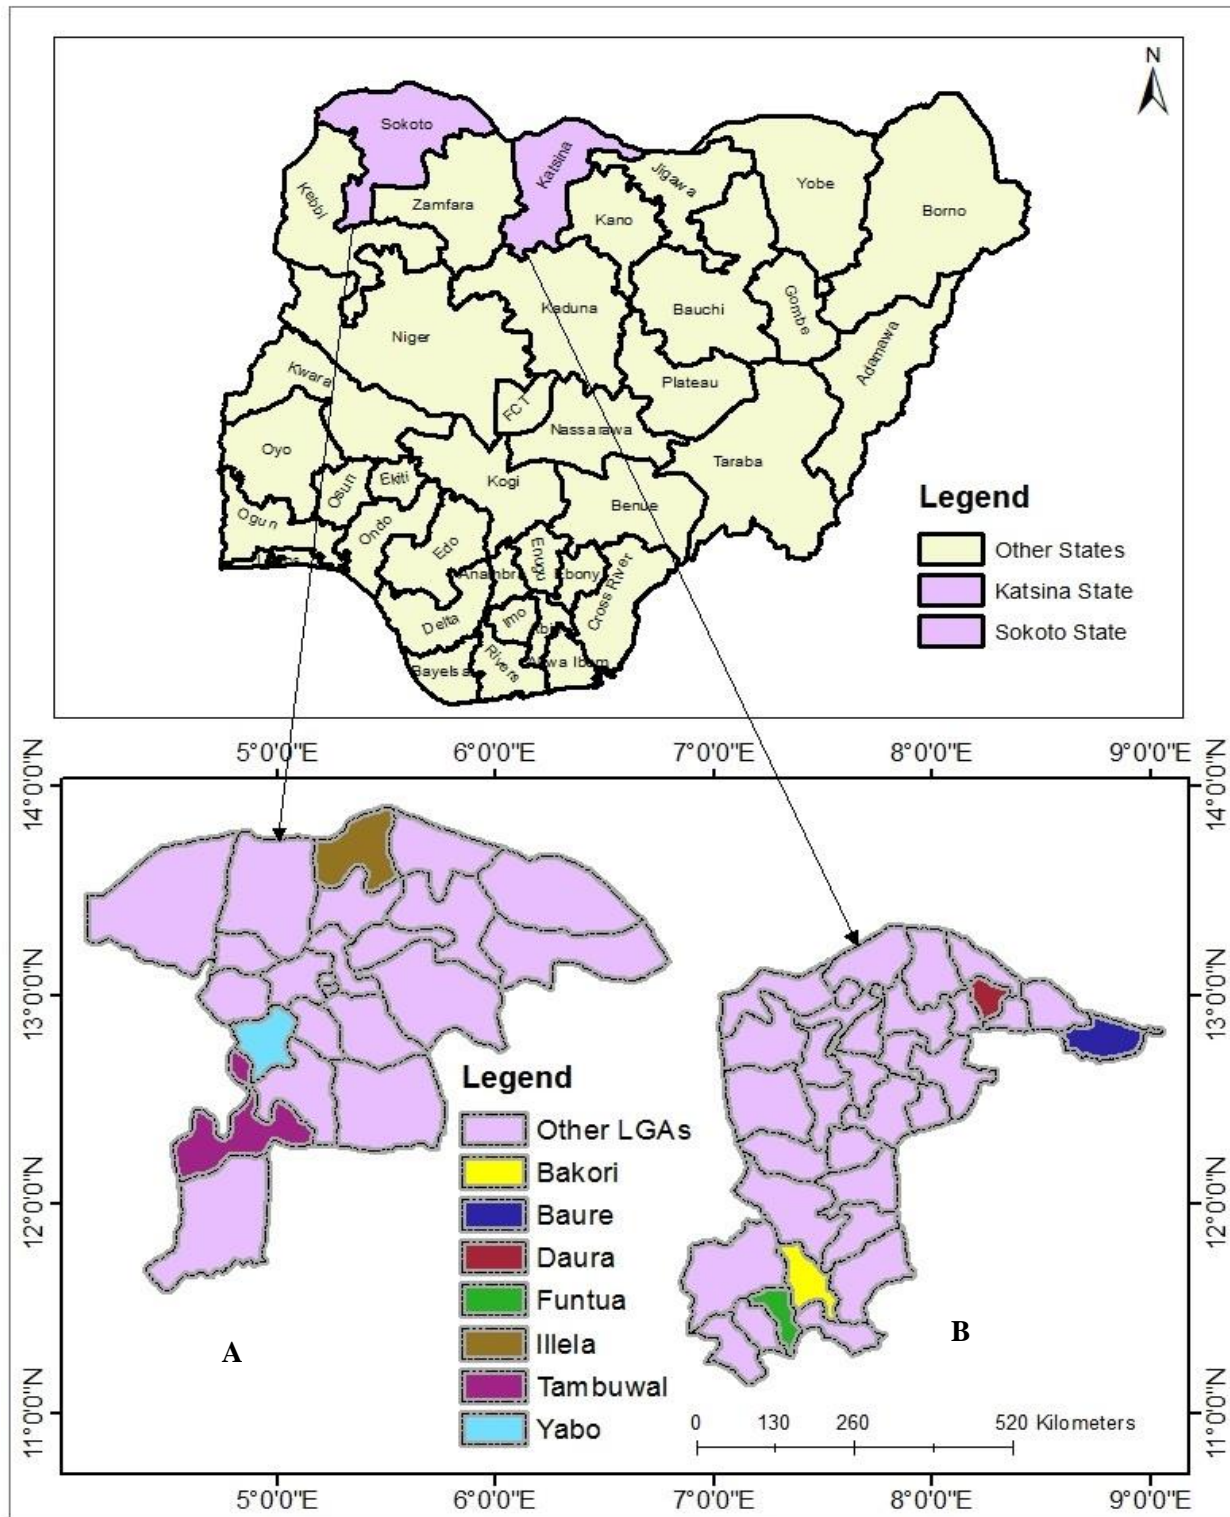 N
Sokoto
Katsina
Kebbi
Zamfara
Jigawa
Yobe
Kano
Borno
Kaduna
Bauchi
Gombe
Niger
Adamawa
Kwara
Plateau
FCT
Nassarawa
Oyo
Taraba
Osun
Ekiti
Kogi
Benue
Ogun
Ondo
Edo
Enugu
Anambr
Ebony
Cross River
Delta
Imo
Rivers
Bayelsa
Legend
Other States
Katsina State
Sokoto State
5°0'0"E 6°0'0"E 7°0'0"E 8°0'0"E 9°0'0"E
14°0'0"N 14°0'0"N
13°0'0"N 13°0'0"N
12°0'0"N 12°0'0"N
11°0'0"N 11°0'0"N
Legend
Other LGAs
Bakori
Baure
Daura
Funtua
Illela
Tambuwal
Yabo
A
B
0 130 260 520 Kilometers
5°0'0"E 6°0'0"E 7°0'0"E 8°0'0"E 9°0'0"E